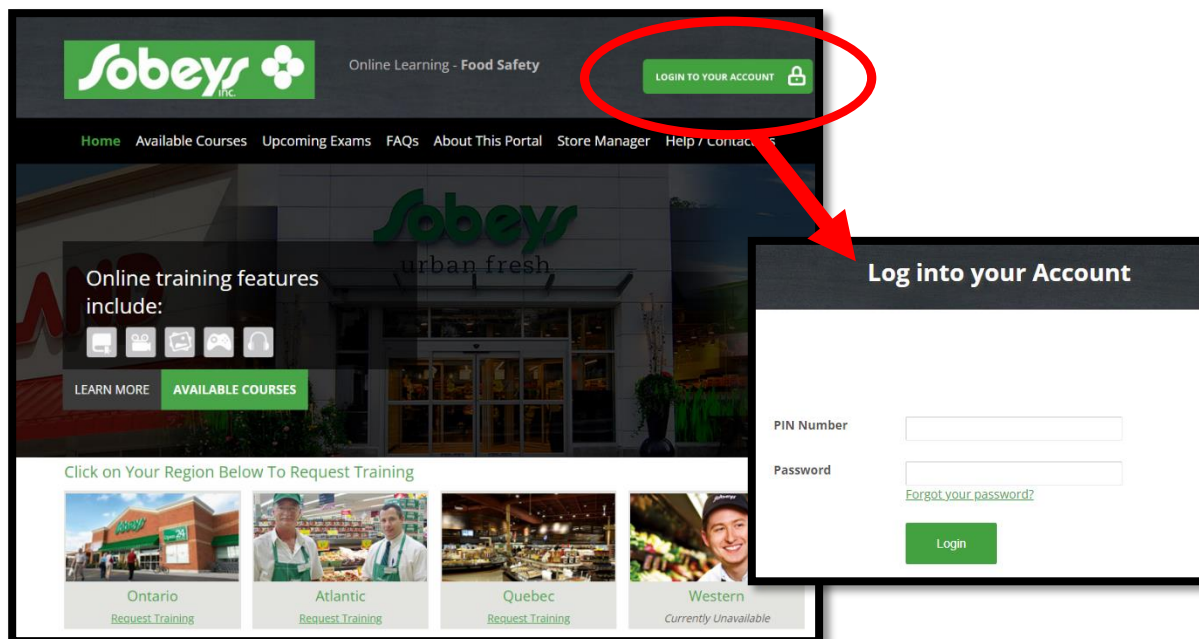 Sobeys
inc.
Online Learning - Food Safety
LOGIN TO YOUR ACCOUNT
Home Available Courses Upcoming Exams FAQs About This Portal Store Manager Help /
Sobeys
urban fresh
Online training features
include:
LEARN MORE AVAILABLE COURSES
Click on Your Region Below To Request Training
Sobeys
24
Ontario
Request Training
Atlantic
Request Training
Quebec
Request Training
Western
Currently Unavailable
Log into your Account
PIN Number
Password
Forgot your password?
Login